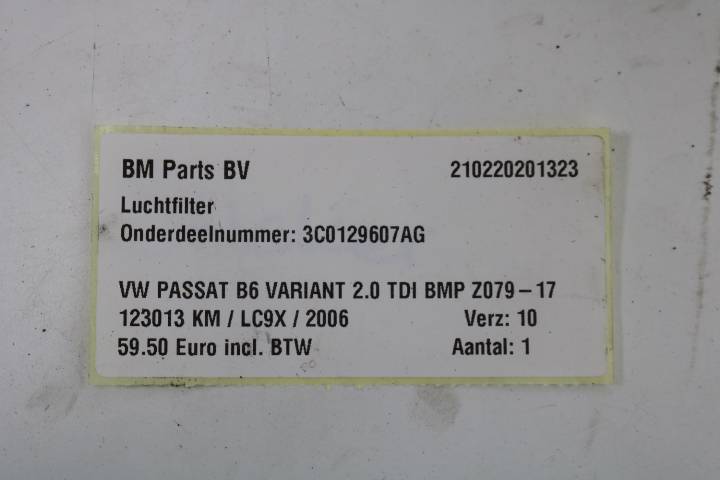 BM Parts BV 210220201323
Luchtfilter
Onderdeelnummer: 3C0129607AG
VW PASSAT B6 VARIANT 2.0 TDI BMP Z079-17
123013 KM / LC9X / 2006 Verz: 10
59.50 Euro incl. BTW Aantal: 1